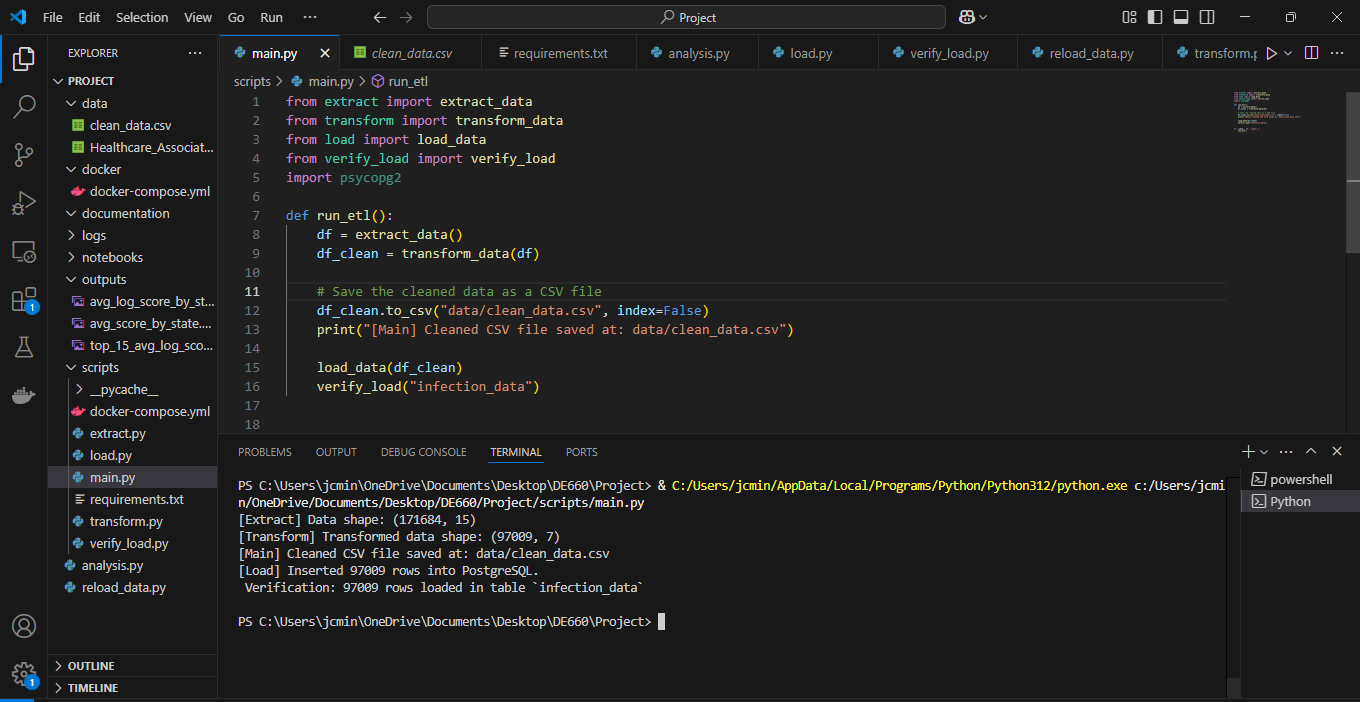 File Edit Selection View Go Run ··· Project
EXPLORER ···
PROJECT
data
clean_data.csv
Healthcare_Associat...
docker
docker-compose.yml
documentation
logs
notebooks
outputs
avg_log_score_by_st...
avg_score_by_state....
top_15_avg_log_sco...
scripts
__pycache__
docker-compose.yml
extract.py
load.py
main.py
requirements.txt
transform.py
verify_load.py
analysis.py
reload_data.py
OUTLINE
TIMELINE
1
1
main.py clean_data.csv requirements.txt analysis.py load.py verify_load.py reload_data.py transform.p
scripts > main.py > run_etl
1 from extract import extract_data
2 from transform import transform_data
3 from load import load_data
4 from verify_load import verify_load
5 import psycopg2
6
7 def run_etl():
8 df = extract_data()
9 df_clean = transform_data(df)
10
11 # Save the cleaned data as a CSV file
12 df_clean.to_csv("data/clean_data.csv", index=False)
13 print("[Main] Cleaned CSV file saved at: data/clean_data.csv")
14
15 load_data(df_clean)
16 verify_load("infection_data")
17
18
PROBLEMS OUTPUT DEBUG CONSOLE TERMINAL PORTS
PS C:\Users\jcmin\OneDrive\Documents\Desktop\DE660\Project> & C:/Users/jcmin/AppData/Local/Programs/Python/Python312/python.exe c:/Users/jcmi
n/OneDrive/Documents/Desktop/DE660/Project/scripts/main.py
[Extract] Data shape: (171684, 15)
[Transform] Transformed data shape: (97009, 7)
[Main] Cleaned CSV file saved at: data/clean_data.csv
[Load] Inserted 97009 rows into PostgreSQL.
Verification: 97009 rows loaded in table `infection_data`
PS C:\Users\jcmin\OneDrive\Documents\Desktop\DE660\Project>
powershell
Python